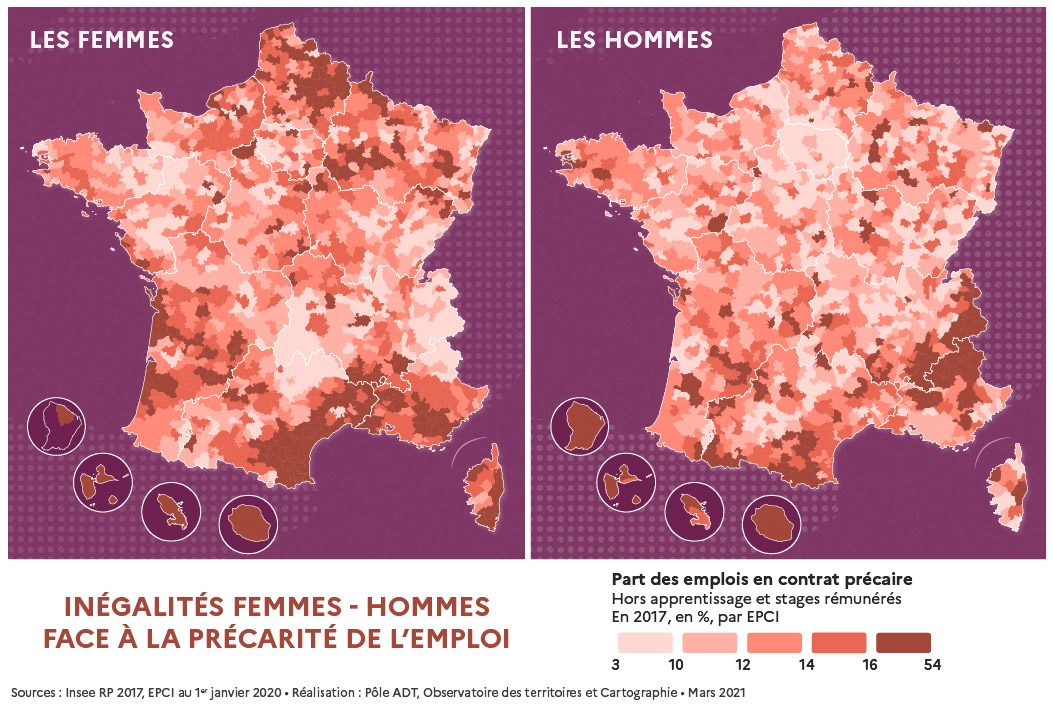 LES FEMMES
LES HOMMES
INÉGALITÉS FEMMES - HOMMES
FACE À LA PRÉCARITÉ DE L’EMPLOI
Part des emplois en contrat précaire
Hors apprentissage et stages rémunérés
En 2017, en %, par EPCI
3 10 12 14 16 54
Sources : Insee RP 2017, EPCI au 1er janvier 2020 • Réalisation : Pôle ADT, Observatoire des territoires et Cartographie • Mars 2021